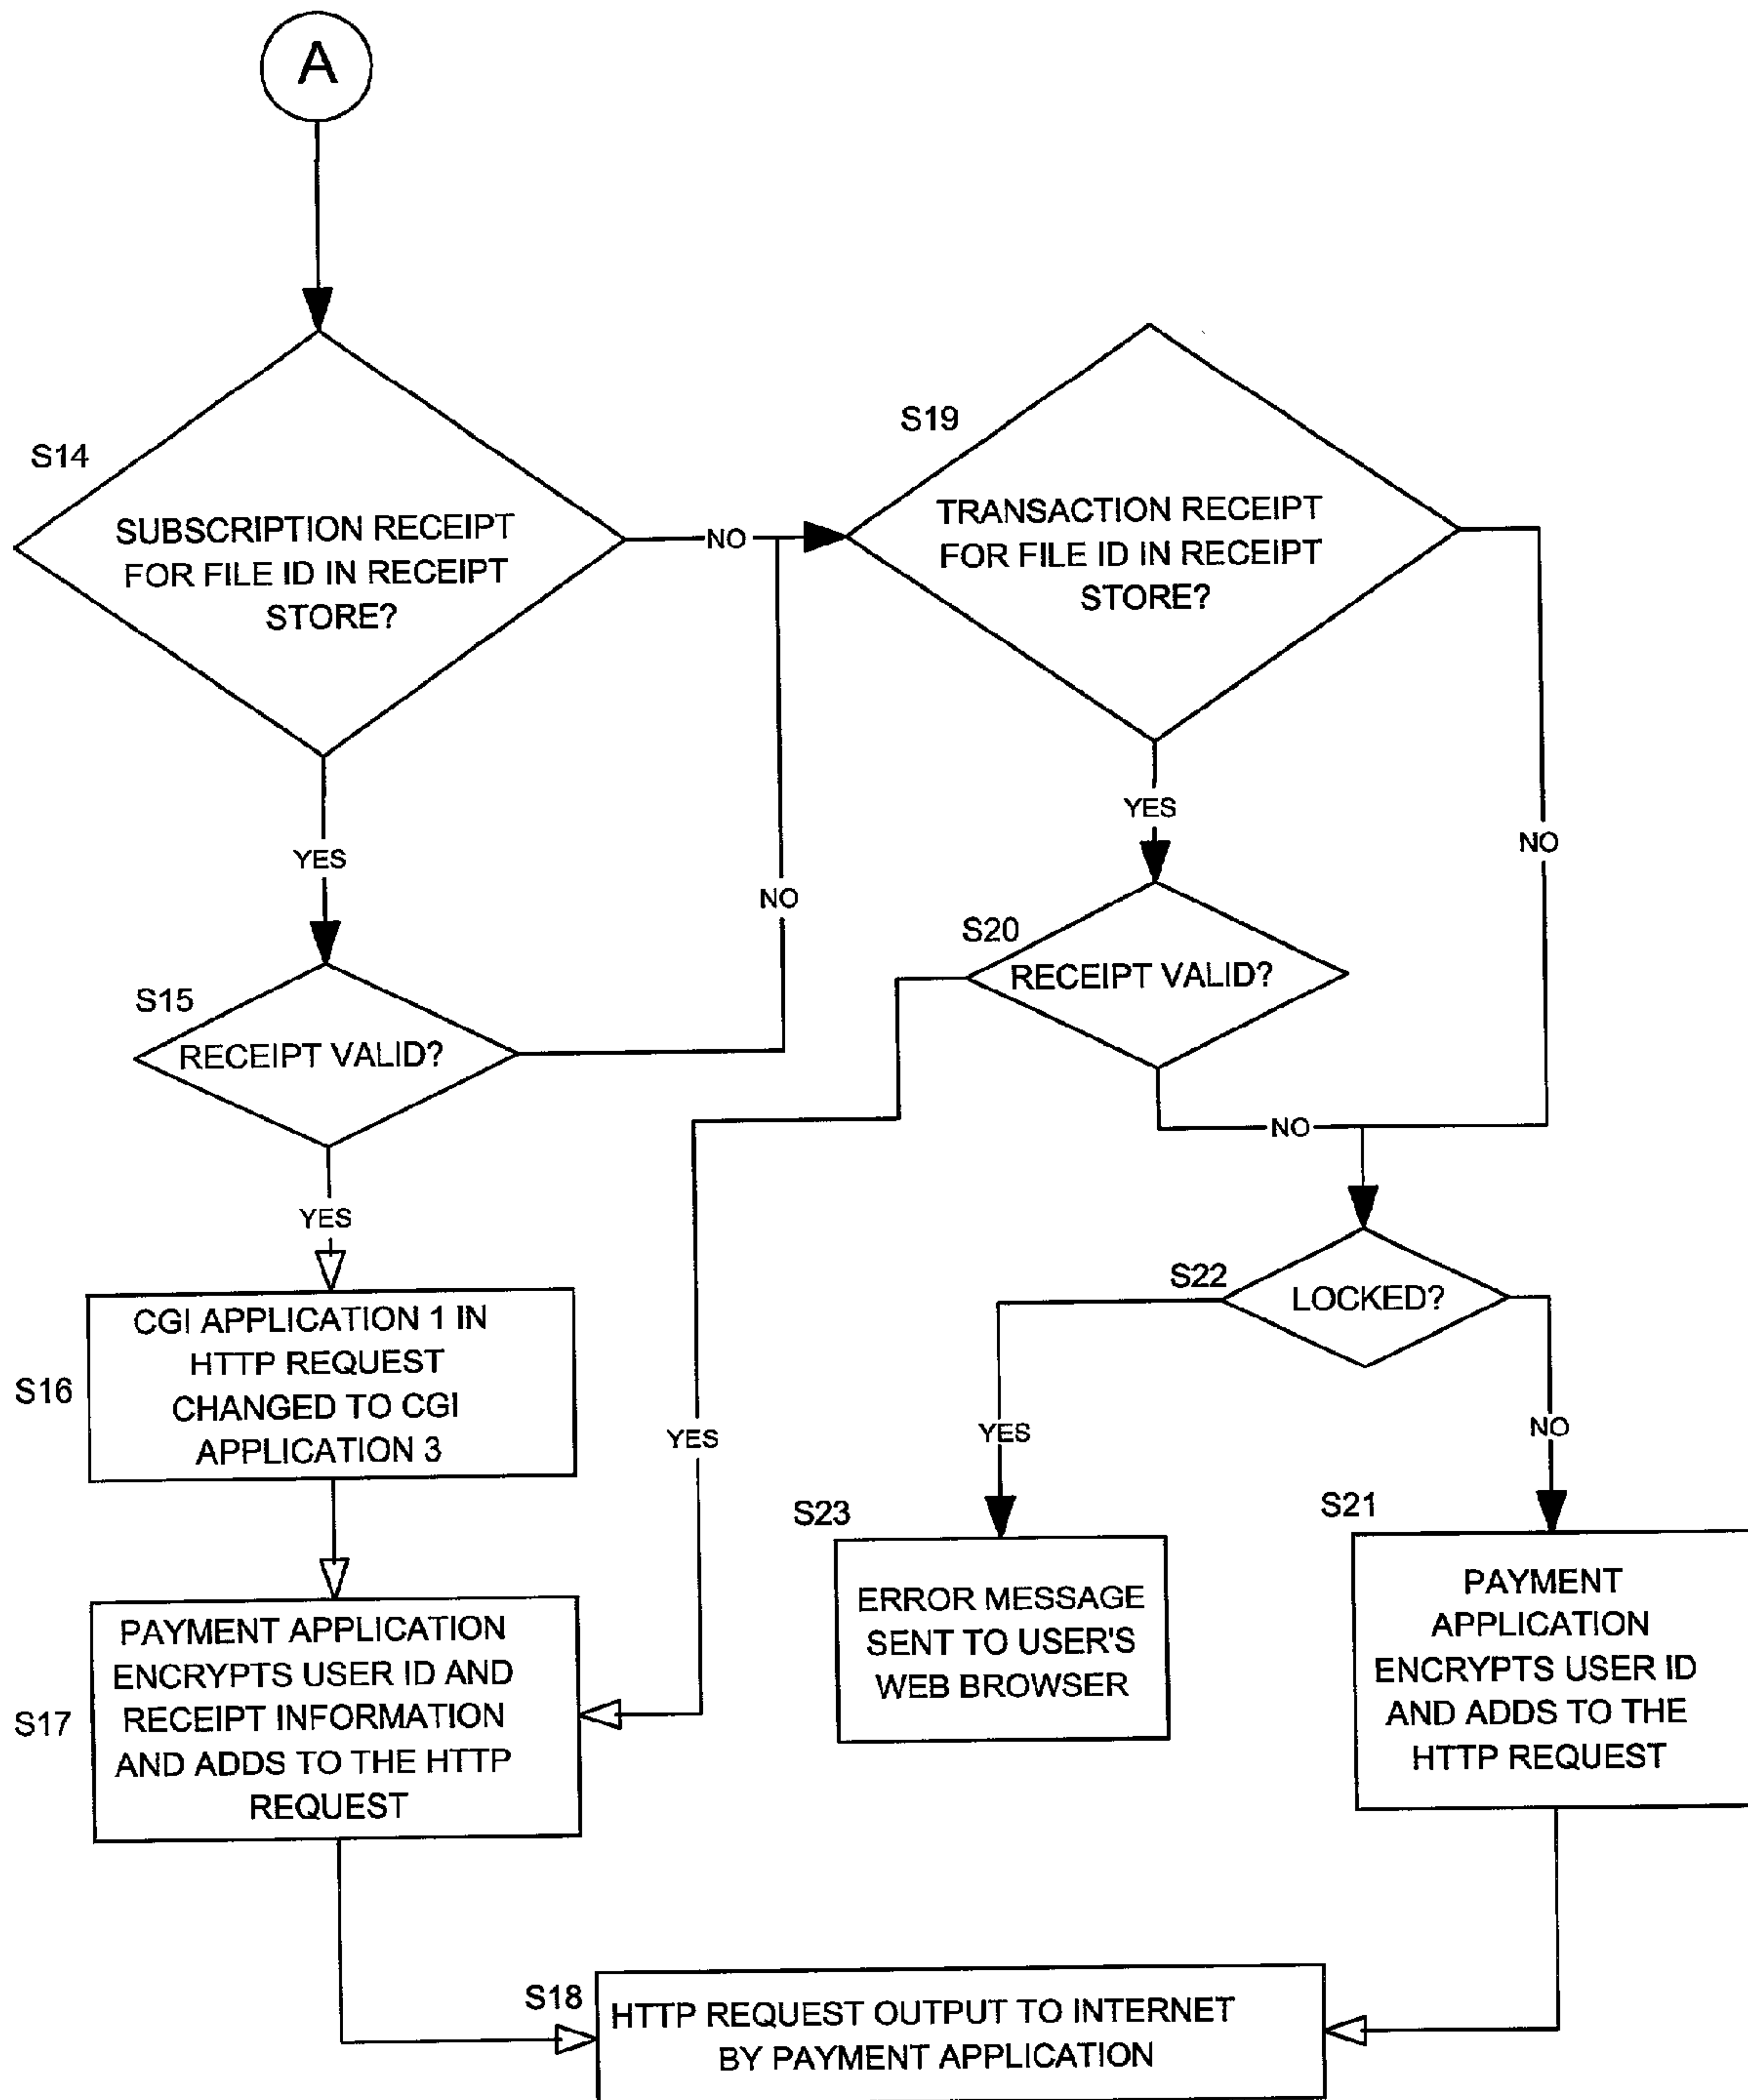 A
S14
SUBSCRIPTION RECEIPT
FOR FILE ID IN RECEIPT
STORE?
NO
S19
TRANSACTION RECEIPT
FOR FILE ID IN RECEIPT
STORE?
YES
NO
YES
NO
S15
RECEIPT VALID?
S20
RECEIPT VALID?
NO
YES
S16
CGI APPLICATION 1 IN
HTTP REQUEST
CHANGED TO CGI
APPLICATION 3
YES
S22
LOCKED?
YES
NO
S23
ERROR MESSAGE
SENT TO USER'S
WEB BROWSER
S21
PAYMENT
APPLICATION
ENCRYPTS USER ID
AND ADDS TO THE
HTTP REQUEST
S17
PAYMENT APPLICATION
ENCRYPTS USER ID AND
RECEIPT INFORMATION
AND ADDS TO THE HTTP
REQUEST
S18
HTTP REQUEST OUTPUT TO INTERNET
BY PAYMENT APPLICATION